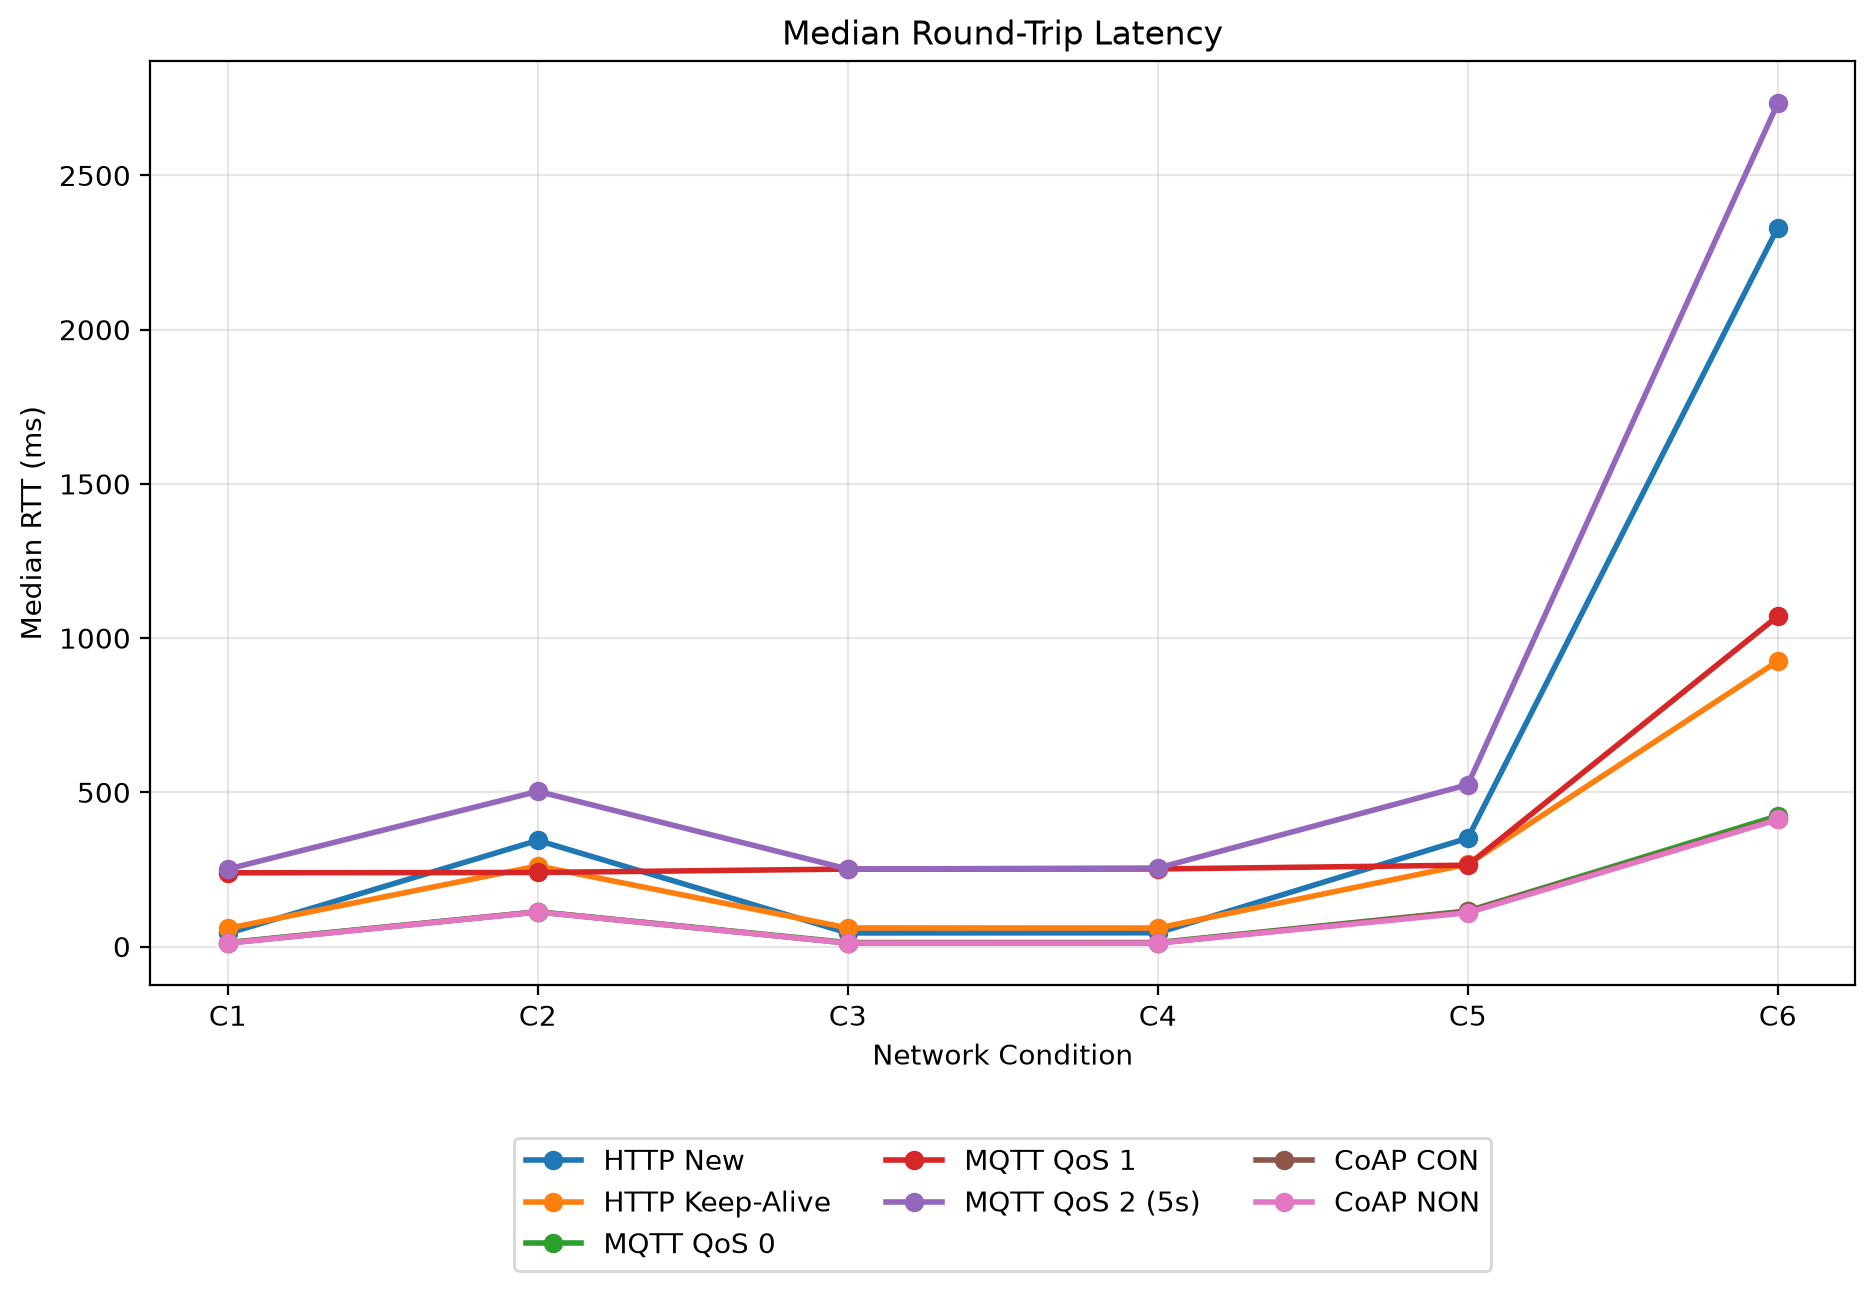 Median Round-Trip Latency
Median RTT (ms)
2500
2000
1500
1000
500
0
C1 C2 C3 C4 C5 C6
Network Condition
HTTP New MQTT QoS 1 CoAP CON
HTTP Keep-Alive MQTT QoS 2 (5s) CoAP NON
MQTT QoS 0